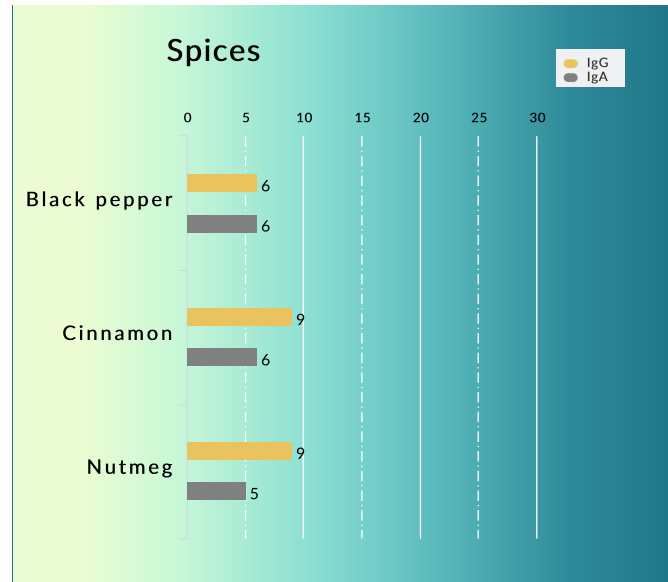 Spices
IgG
IgA
0 5 10 15 20 25 30
Black pepper
6
6
Cinnamon
9
6
Nutmeg
9
5